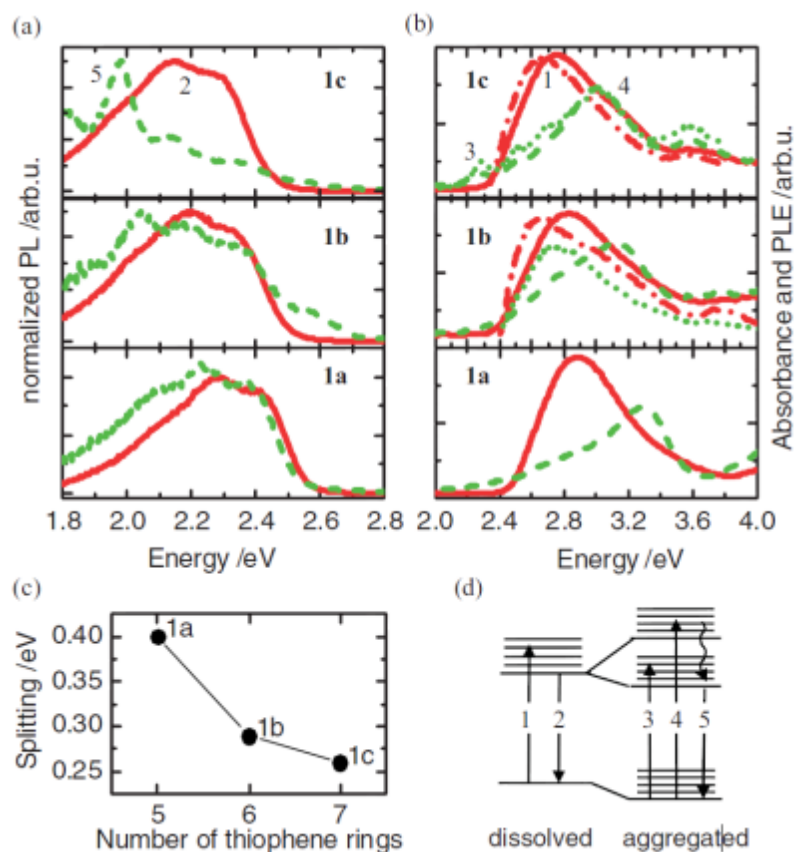 (a)
(b)
normalized PL /arb.u.
5
2
1c
1b
1a
1.8 2.0 2.2 2.4 2.6 2.8
Energy /eV
1c
1
4
3
1b
1a
2.0 2.4 2.8 3.2 3.6 4.0
Energy /eV
Absorbance and PLE /arb.u.
(c)
Splitting /eV
0.40
0.35
0.30
0.25
1a
1b
1c
5 6 7
Number of thiophene rings
(d)
1 2 3 4 5
dissolved aggregated